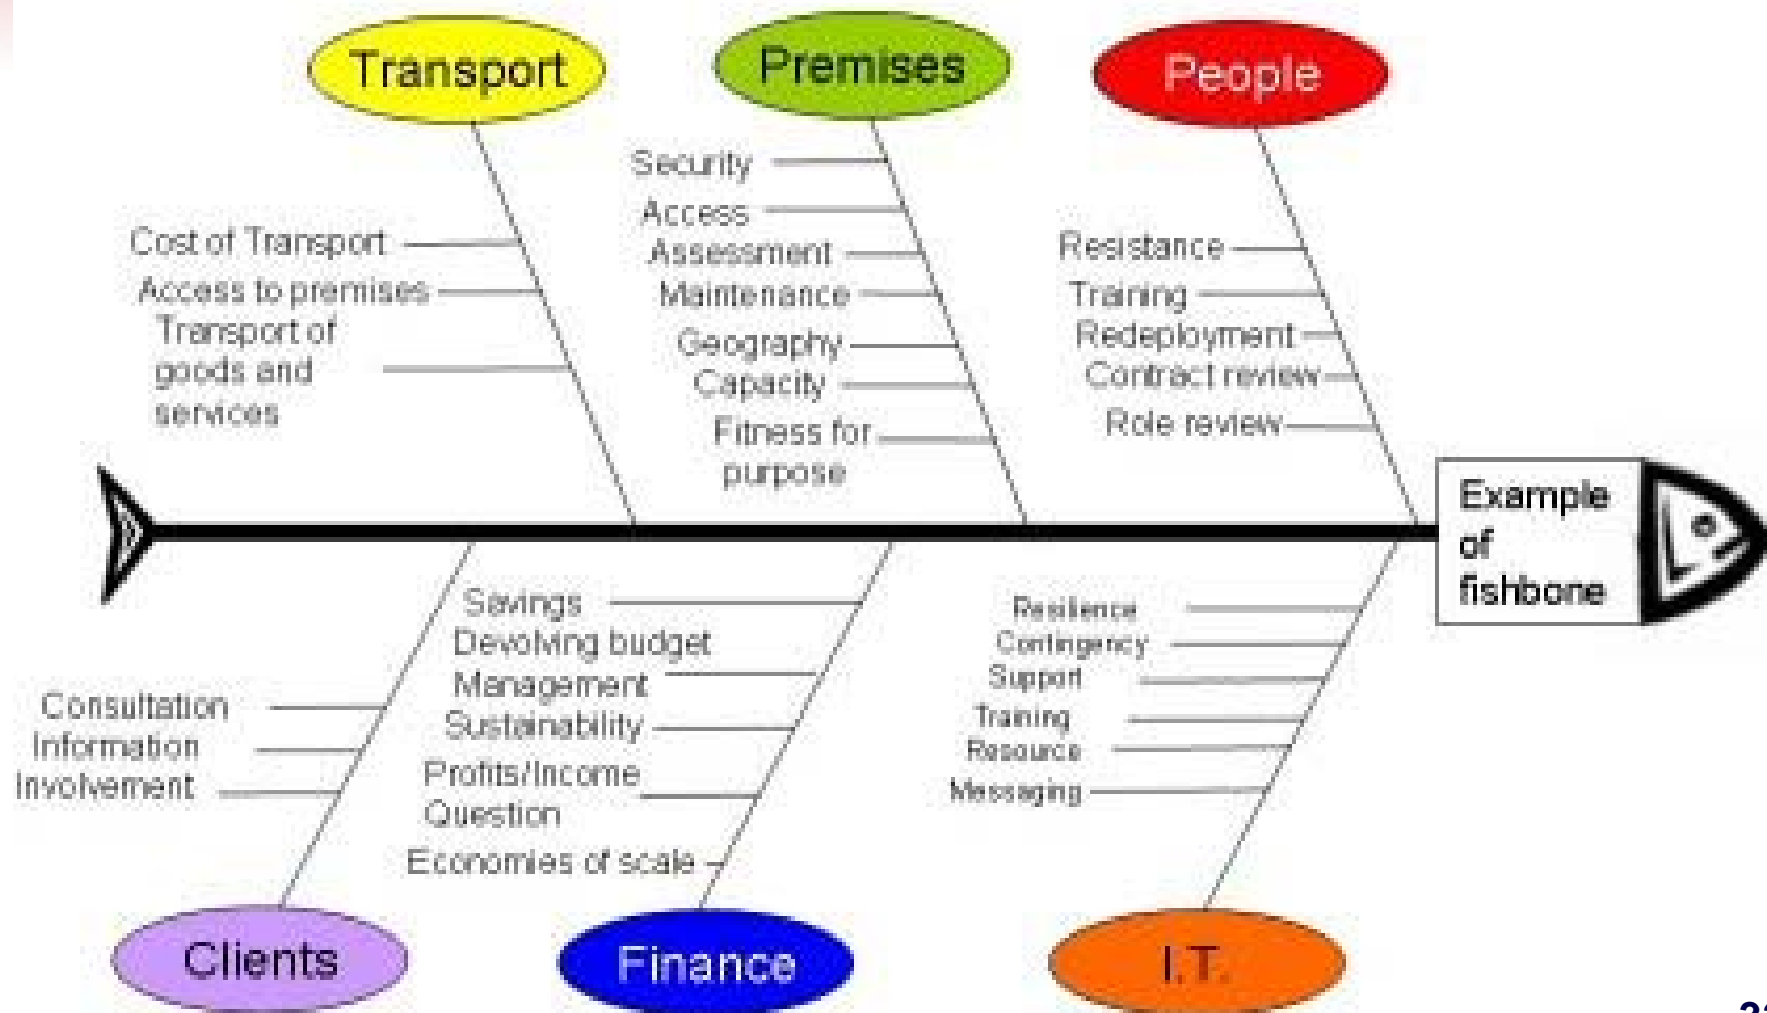 Transport
Premises
People
Security
Access
Assessment
Maintenance
Geography
Capacity
Fitness for
purpose
Cost of Transport
Access to premises
Transport of
goods and
services
Resistance
Training
Redeployment
Contract review
Role review
Example
of
fishbone
Consultation
Information
Involvement
Savings
Devolving budget
Management
Sustainability
Profits/Income
Question
Economies of scale
Resilience
Contingency
Support
Training
Resource
Messaging
Clients
Finance
I.T.